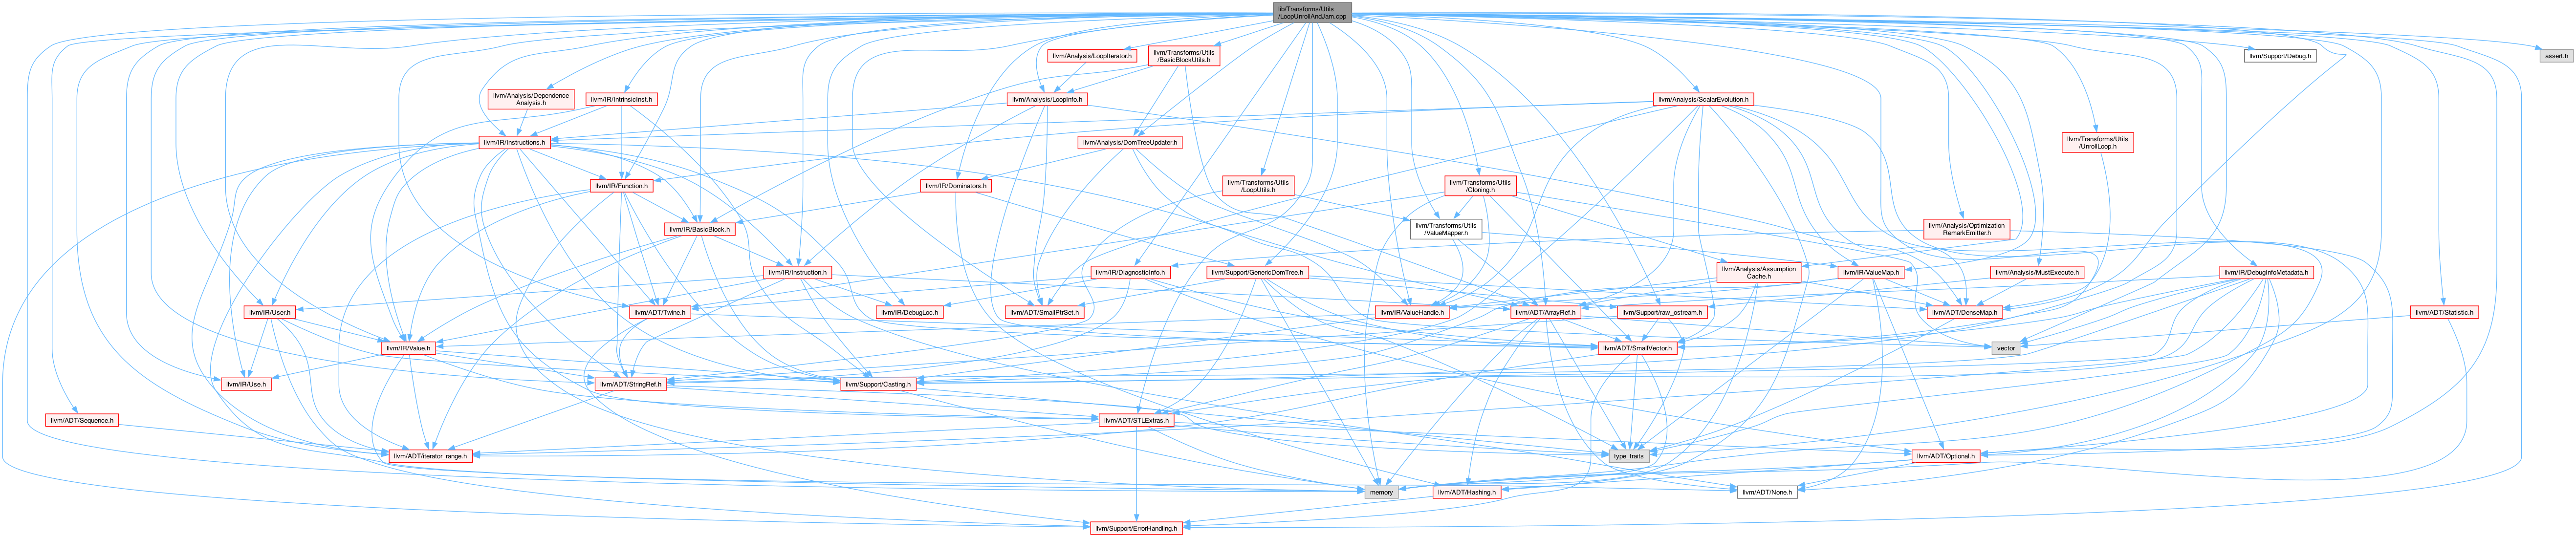 lib/Transforms/Utils
/LoopUnrollAndJam.cpp
llvm/Analysis/LoopIterator.h
llvm/Transforms/Utils
/BasicBlockUtils.h
llvm/Support/Debug.h
assert.h
llvm/Analysis/Dependence
Analysis.h
llvm/IR/IntrinsicInst.h
llvm/Analysis/LoopInfo.h
llvm/Analysis/ScalarEvolution.h
llvm/IR/Instructions.h
llvm/Analysis/DomTreeUpdater.h
llvm/Transforms/Utils
/UnrollLoop.h
llvm/IR/Function.h
llvm/IR/Dominators.h
llvm/Transforms/Utils
/LoopUtils.h
llvm/Transforms/Utils
/Cloning.h
llvm/IR/BasicBlock.h
llvm/Transforms/Utils
/ValueMapper.h
llvm/Analysis/Optimization
RemarkEmitter.h
llvm/IR/Instruction.h
llvm/IR/DiagnosticInfo.h
llvm/Support/GenericDomTree.h
llvm/Analysis/Assumption
Cache.h
llvm/IR/ValueMap.h
llvm/Analysis/MustExecute.h
llvm/IR/DebugInfoMetadata.h
llvm/IR/User.h
llvm/ADT/Twine.h
llvm/IR/DebugLoc.h
llvm/ADT/SmallPtrSet.h
llvm/IR/ValueHandle.h
llvm/ADT/ArrayRef.h
llvm/Support/raw_ostream.h
llvm/ADT/DenseMap.h
llvm/ADT/Statistic.h
llvm/IR/Value.h
llvm/ADT/SmallVector.h
vector
llvm/IR/Use.h
llvm/ADT/StringRef.h
llvm/Support/Casting.h
llvm/ADT/Sequence.h
llvm/ADT/STLExtras.h
llvm/ADT/iterator_range.h
type_traits
llvm/ADT/Optional.h
memory
llvm/ADT/Hashing.h
llvm/ADT/None.h
llvm/Support/ErrorHandling.h